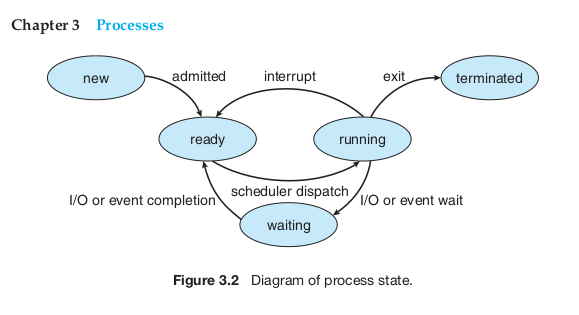 Chapter 3 Processes
new
admitted
interrupt
exit
terminated
ready
running
scheduler dispatch
I/O or event completion
I/O or event wait
waiting
Figure 3.2 Diagram of process state.